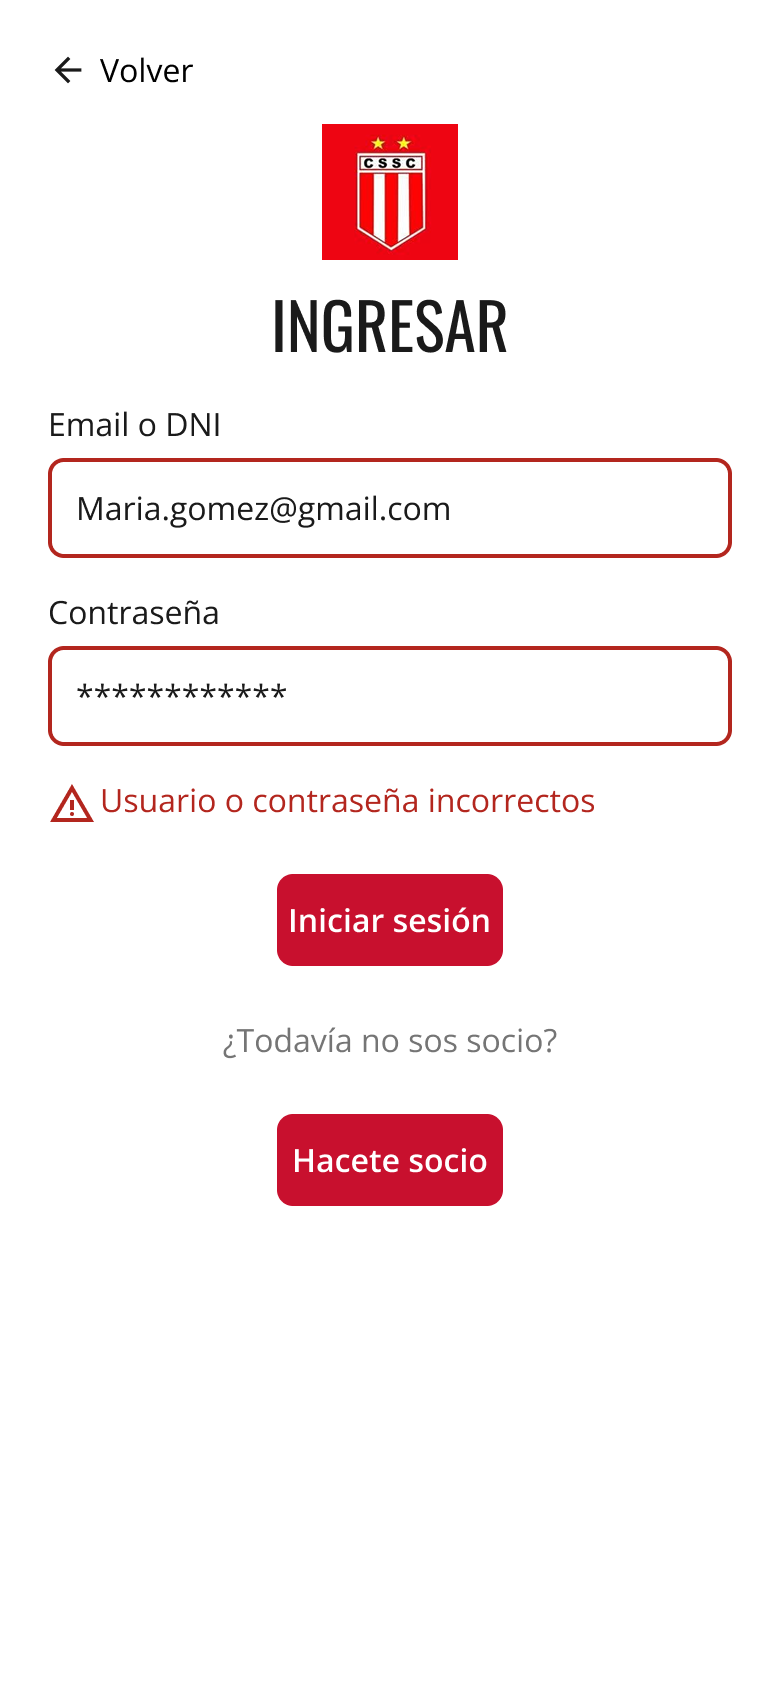 Volver
CSSC
INGRESAR
Email o DNI
Maria.gomez@gmail.com
Contraseña
************
Usuario o contraseña incorrectos
Iniciar sesión
¿Todavía no sos socio?
Hacete socio